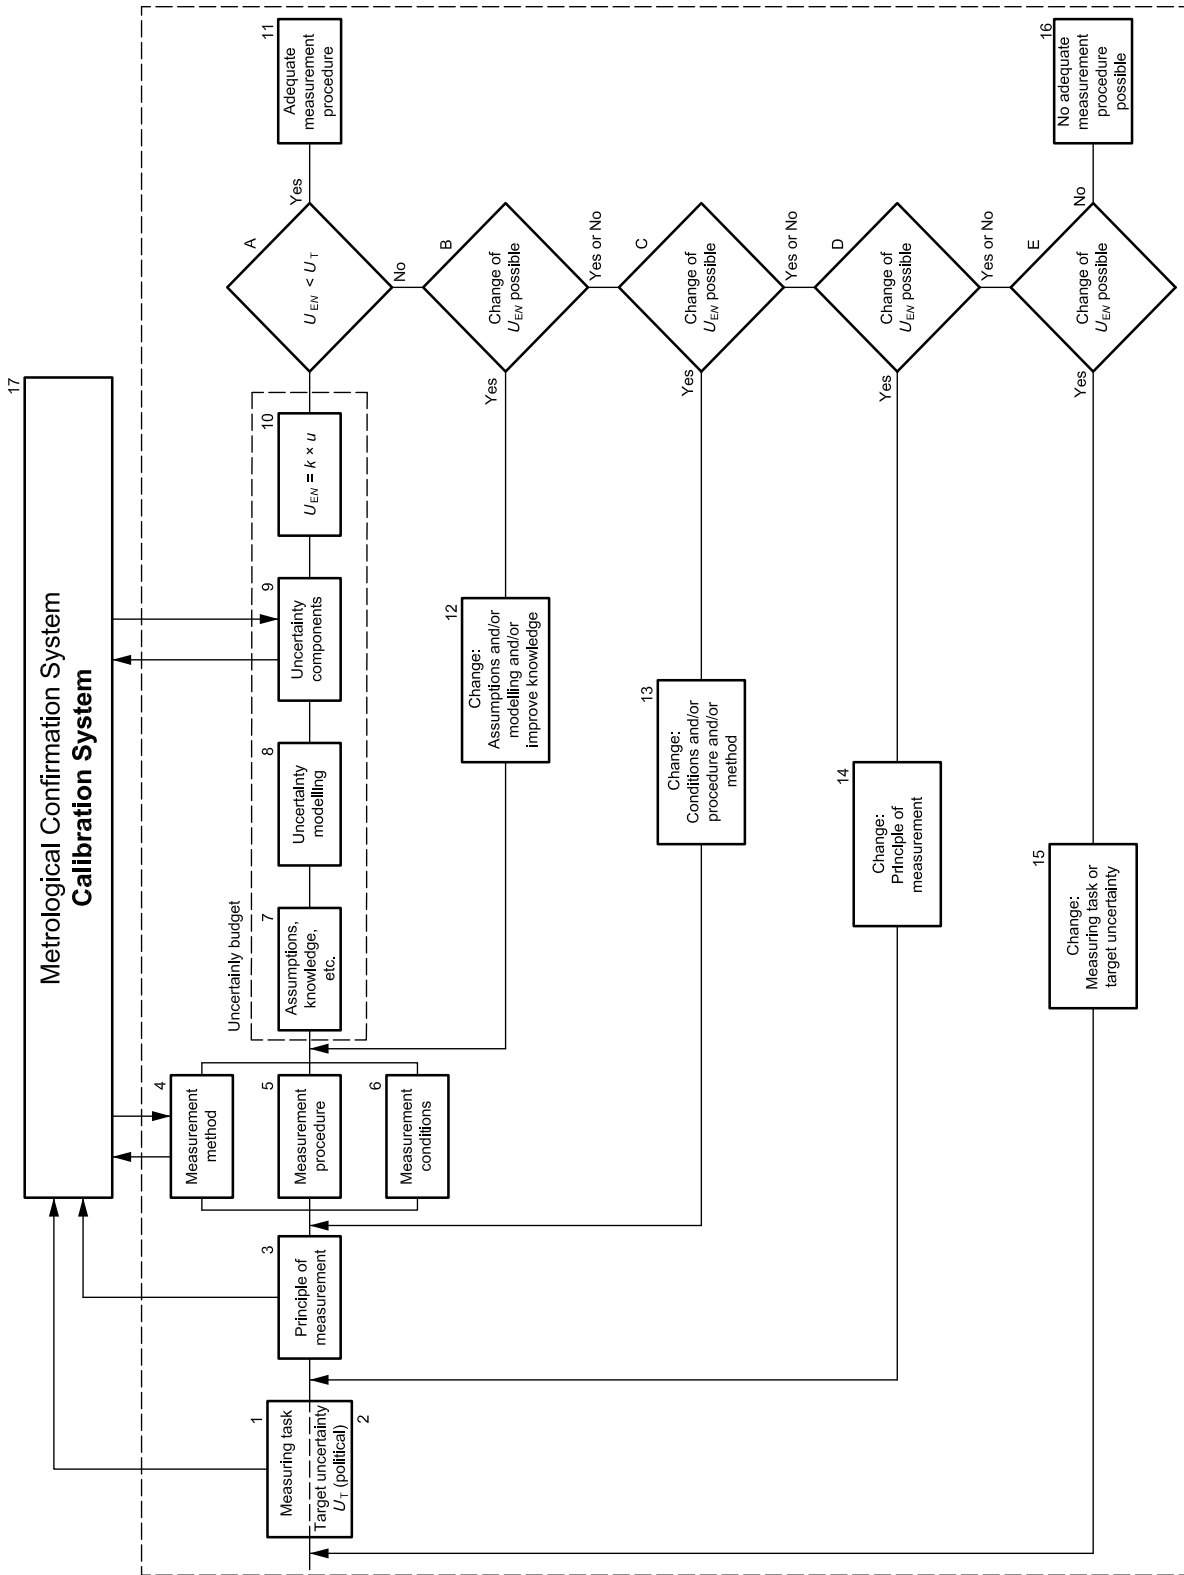 17
Metrological Confirmation System
Calibration System
1
Measuring task
Target uncertainty
U_T (political)
2
3
Principle of
measurement
4
Measurement
method
5
Measurement
procedure
6
Measurement
conditions
Uncertainly budget
7
Assumptions,
knowledge,
etc.
8
Uncertainty
modelling
9
Uncertainty
components
10
U_EN = k × u
A
U_EN < U_T
Yes
No
11
Adequate
measurement
procedure
12
Change:
Assumptions and/or
modelling and/or
improve knowledge
Yes
B
Change of
U_EN possible
Yes or No
13
Change:
Conditions and/or
procedure and/or
method
Yes
C
Change of
U_EN possible
Yes or No
14
Change:
Principle of
measurement
Yes
D
Change of
U_EN possible
Yes or No
15
Change:
Measuring task or
target uncertainty
Yes
E
Change of
U_EN possible
No
16
No adequate
measurement
procedure
possible